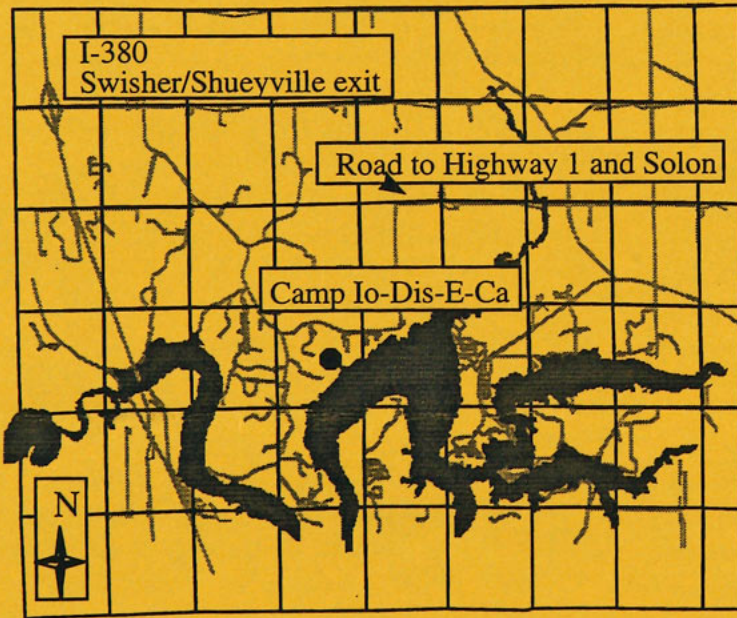 I-380
Swisher/Shueyville exit
Road to Highway 1 and Solon
Camp Io-Dis-E-Ca
N